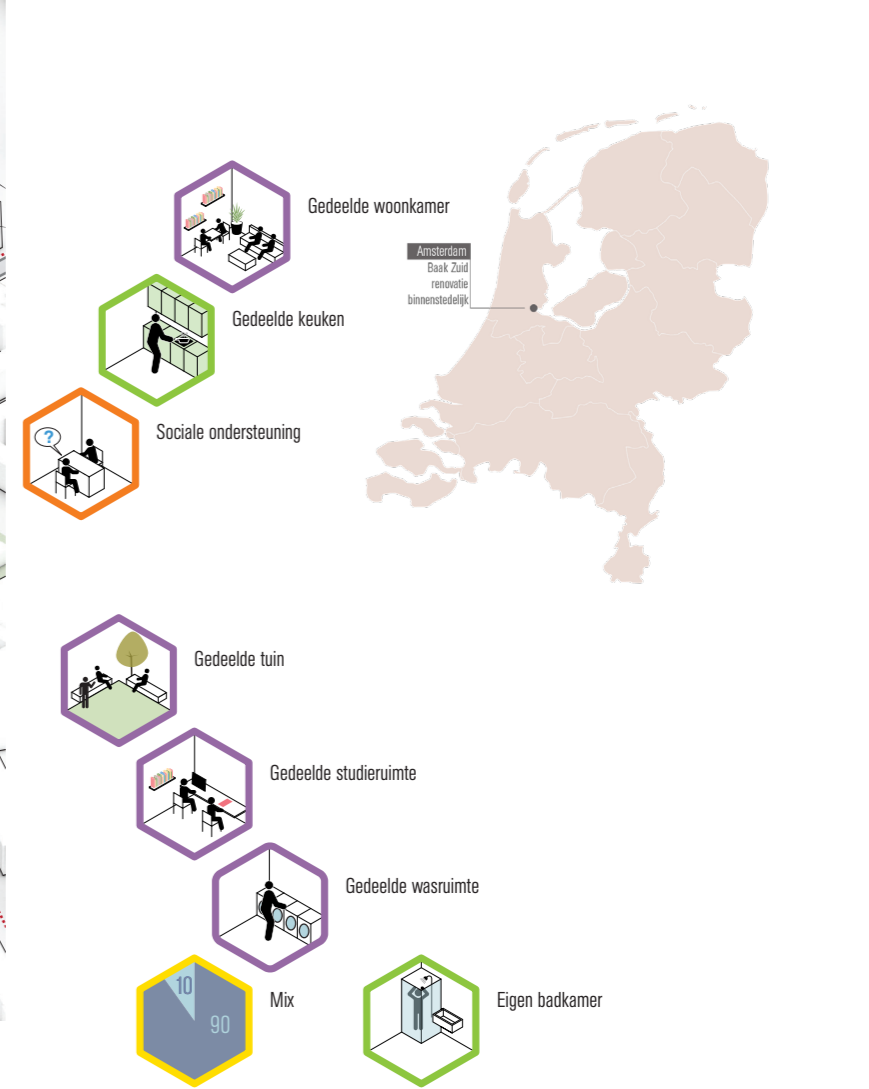 Gedeelde woonkamer
Amsterdam
Baak Zuid
renovatie
binnenstedelijk
Gedeelde keuken
Sociale ondersteuning
?
Gedeelde tuin
Gedeelde studieruimte
Gedeelde wasruimte
10
90
Mix
Eigen badkamer